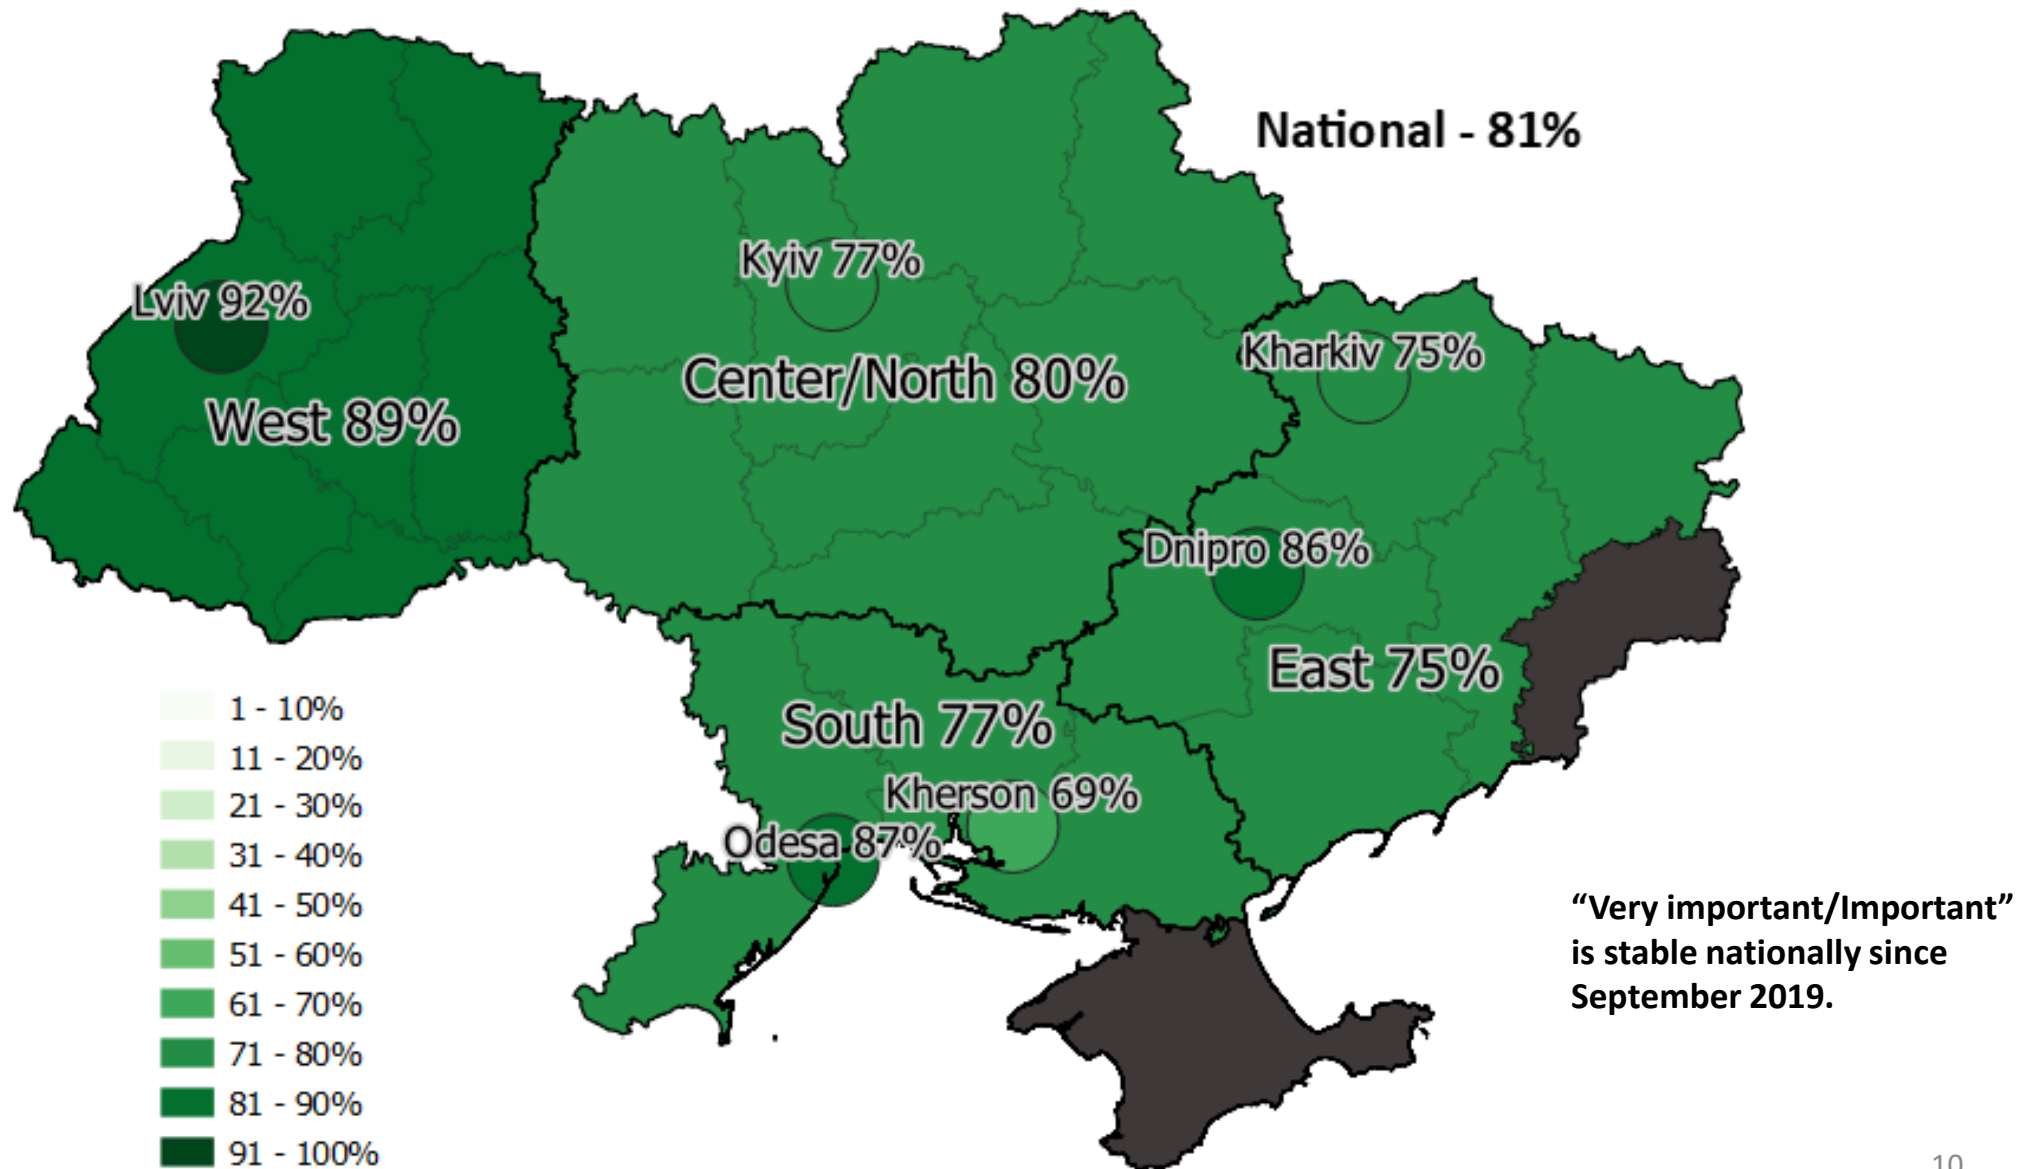 National - 81%
Kyiv 77%
Lviv 92%
Kharkiv 75%
Center/North 80%
West 89%
Dnipro 86%
East 75%
South 77%
Kherson 69%
Odesa 87%
1 - 10%
11 - 20%
21 - 30%
31 - 40%
41 - 50%
51 - 60%
61 - 70%
71 - 80%
81 - 90%
91 - 100%
“Very important/Important”
is stable nationally since
September 2019.
10